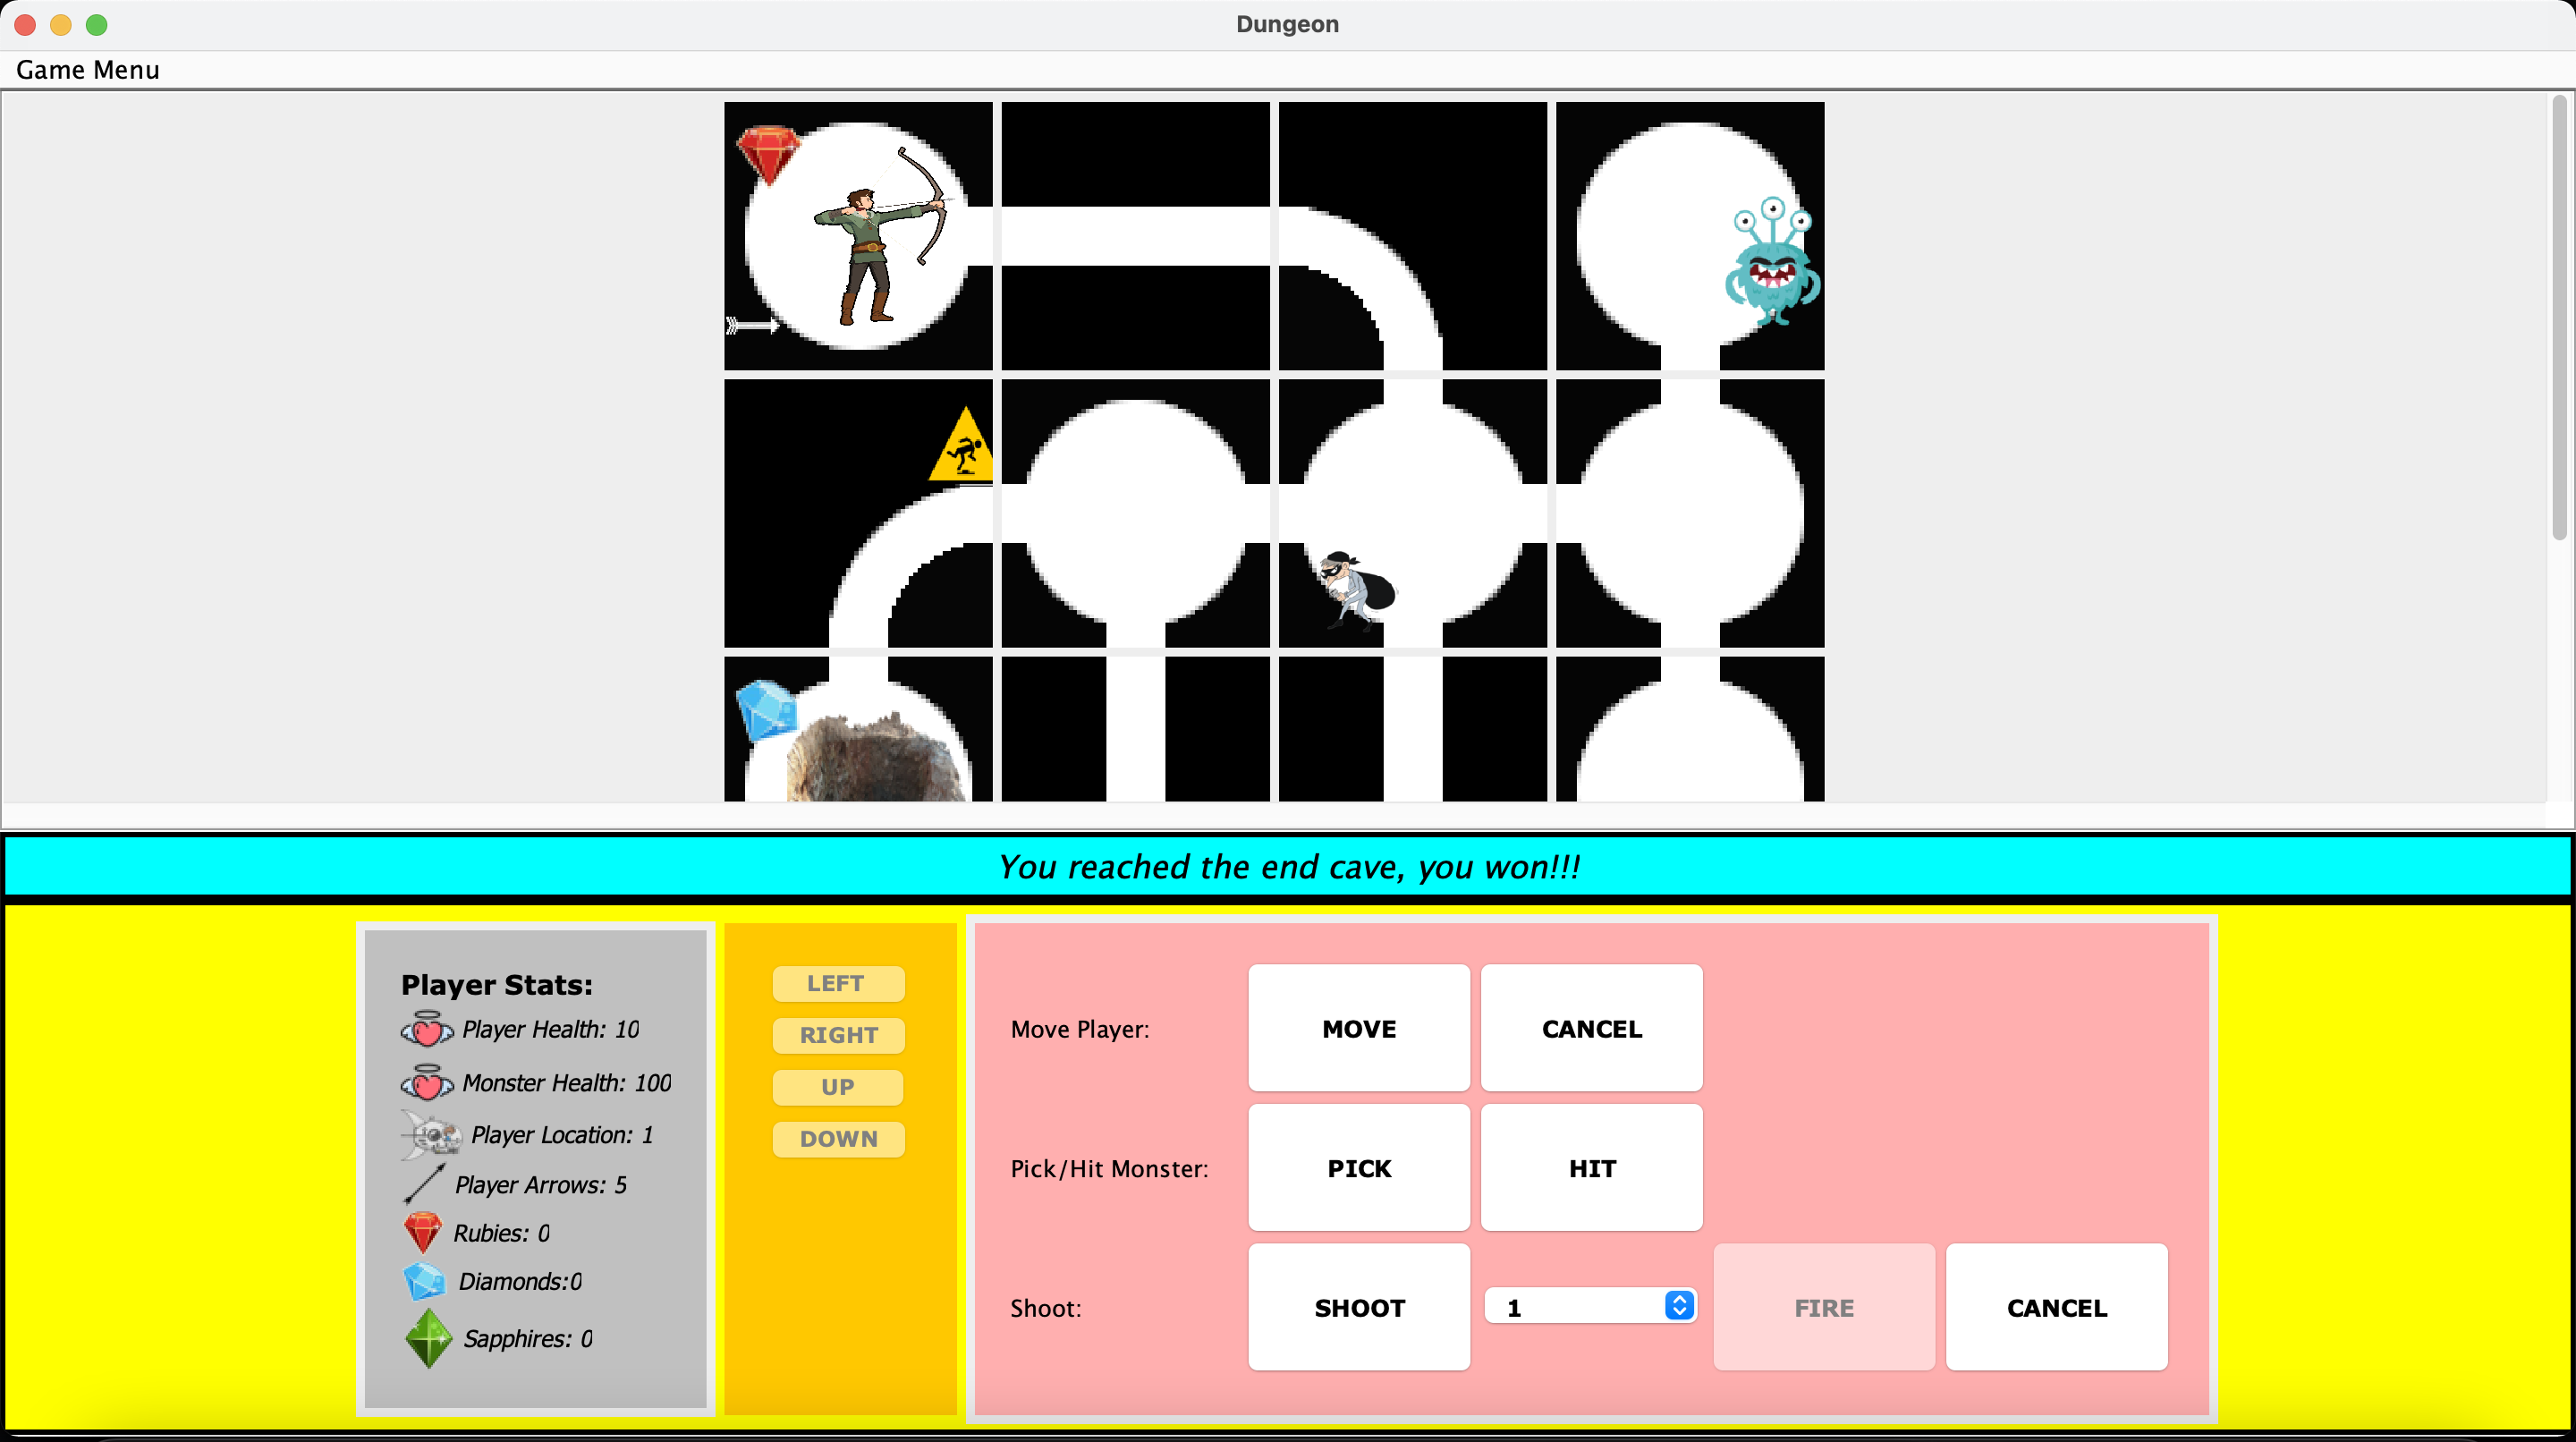 Dungeon
Game Menu
You reached the end cave, you won!!!
Player Stats:
Player Health: 10
Monster Health: 100
Player Location: 1
Player Arrows: 5
Rubies: 0
Diamonds:0
Sapphires: 0
LEFT
RIGHT
UP
DOWN
Move Player:
MOVE
CANCEL
Pick/Hit Monster:
PICK
HIT
Shoot:
SHOOT
1
FIRE
CANCEL